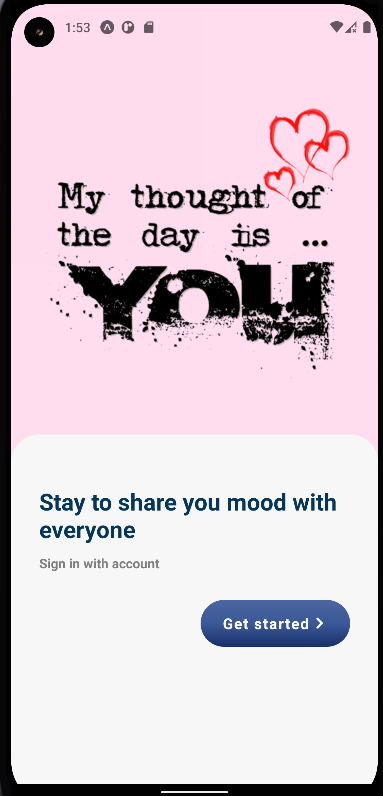 1:53
My thought of
the day is ...
YOU
Stay to share you mood with
everyone
Sign in with account
Get started